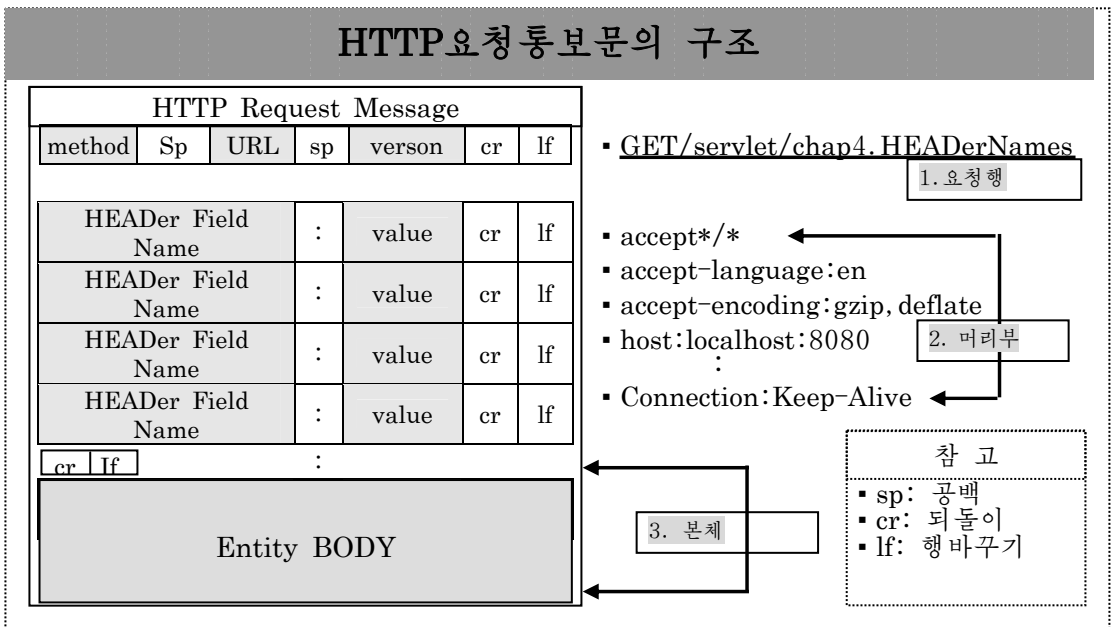 HTTP요청통보문의 구조
HTTP Request Message
method Sp URL sp verson cr lf
HEADer Field
Name : value cr lf
HEADer Field
Name : value cr lf
HEADer Field
Name : value cr lf
HEADer Field
Name : value cr lf
cr If :
Entity BODY
▪ GET/servlet/chap4.HEADerNames
1.요청행
▪ accept*/*
▪ accept-language:en
▪ accept-encoding:gzip,deflate
▪ host:localhost:8080
2. 머리부
:
▪ Connection:Keep-Alive
3. 본체
참 고
▪ sp: 공백
▪ cr: 되돌이
▪ lf: 행바꾸기